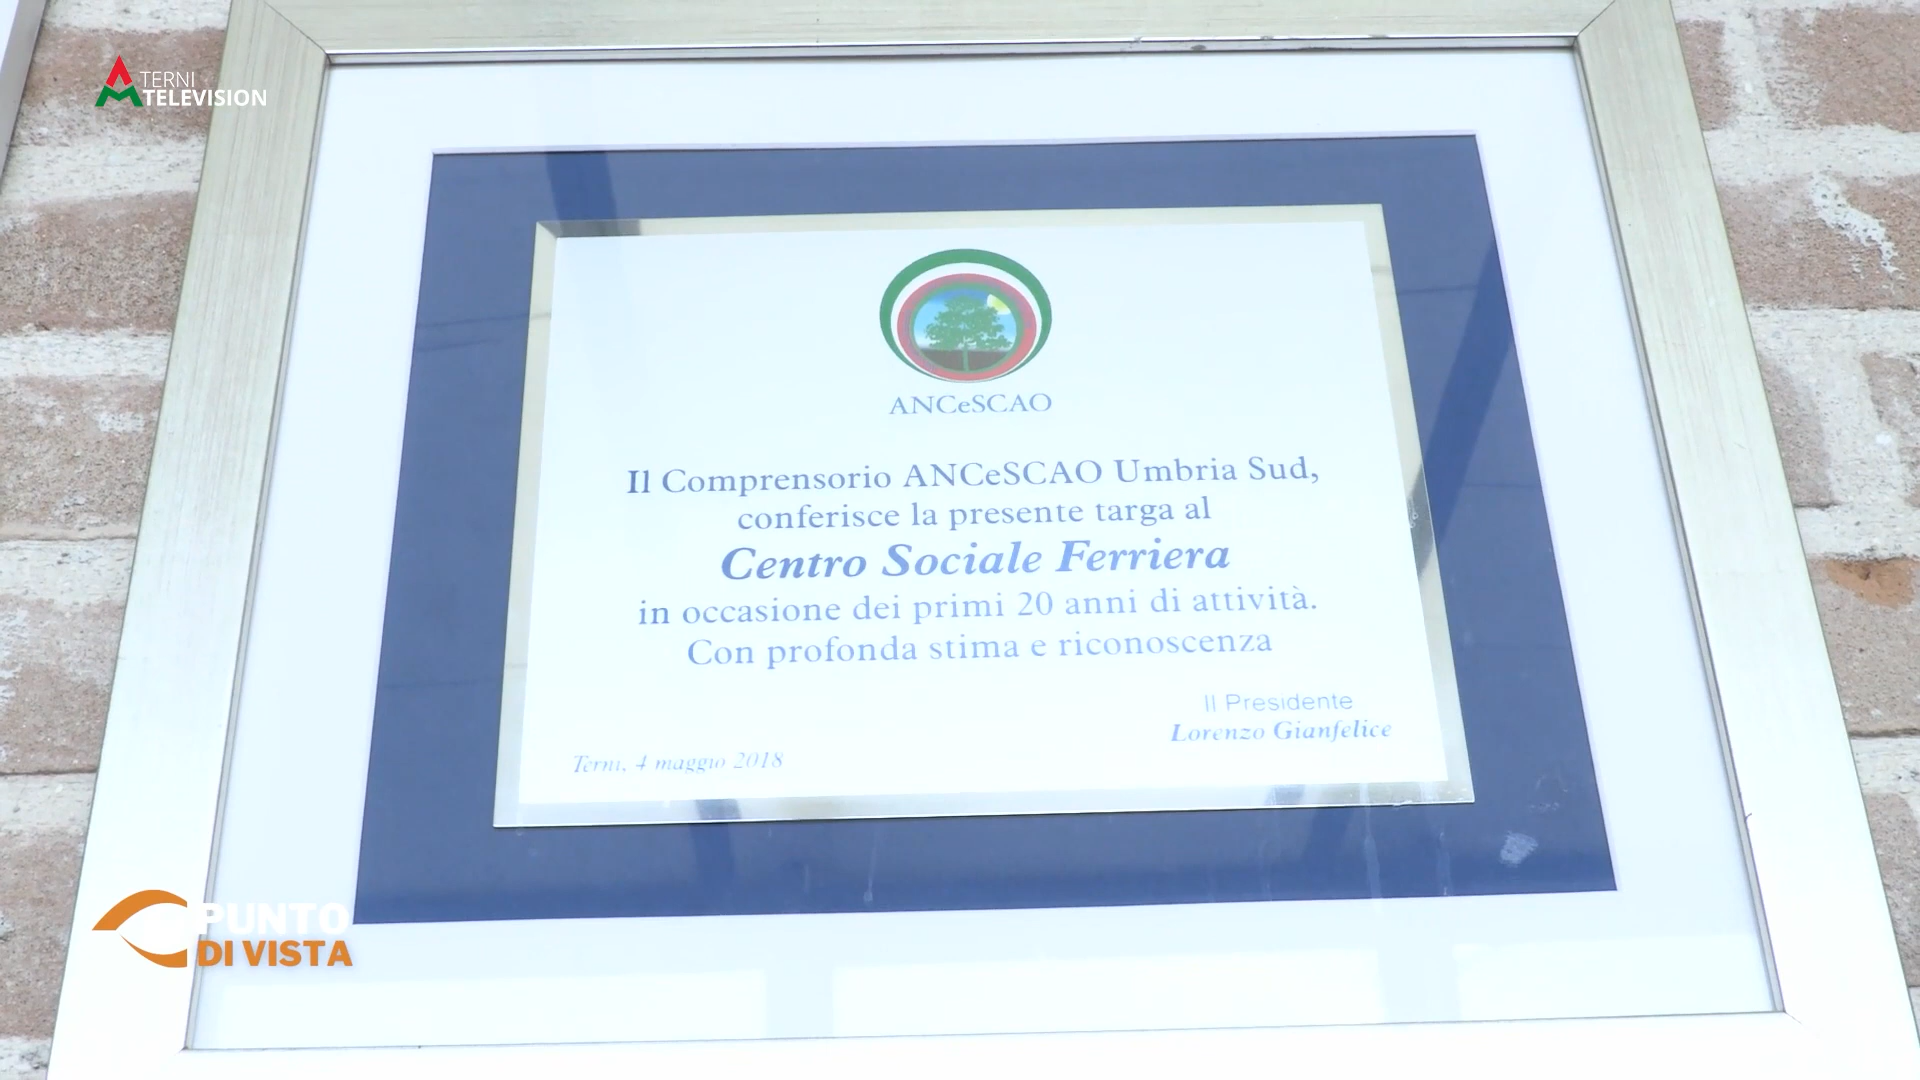 TERNI
TELEVISION
ANCeSCAO
Il Comprensorio ANCeSCAO Umbria Sud,
conferisce la presente targa al
Centro Sociale Ferriera
in occasione dei primi 20 anni di attività.
Con profonda stima e riconoscenza
Il Presidente
Lorenzo Gianfelice
Terni, 4 maggio 2018
PUNTO
DI VISTA